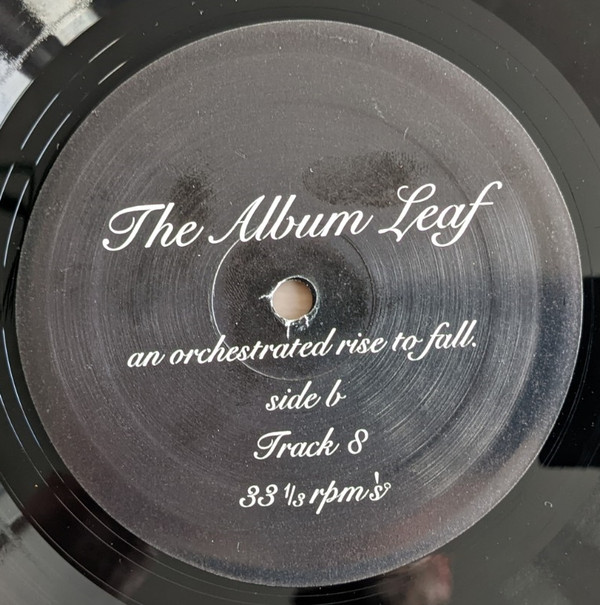 The Album Leaf
an orchestrated rise to fall.
side b
Track 8
33 1/3 rpm's